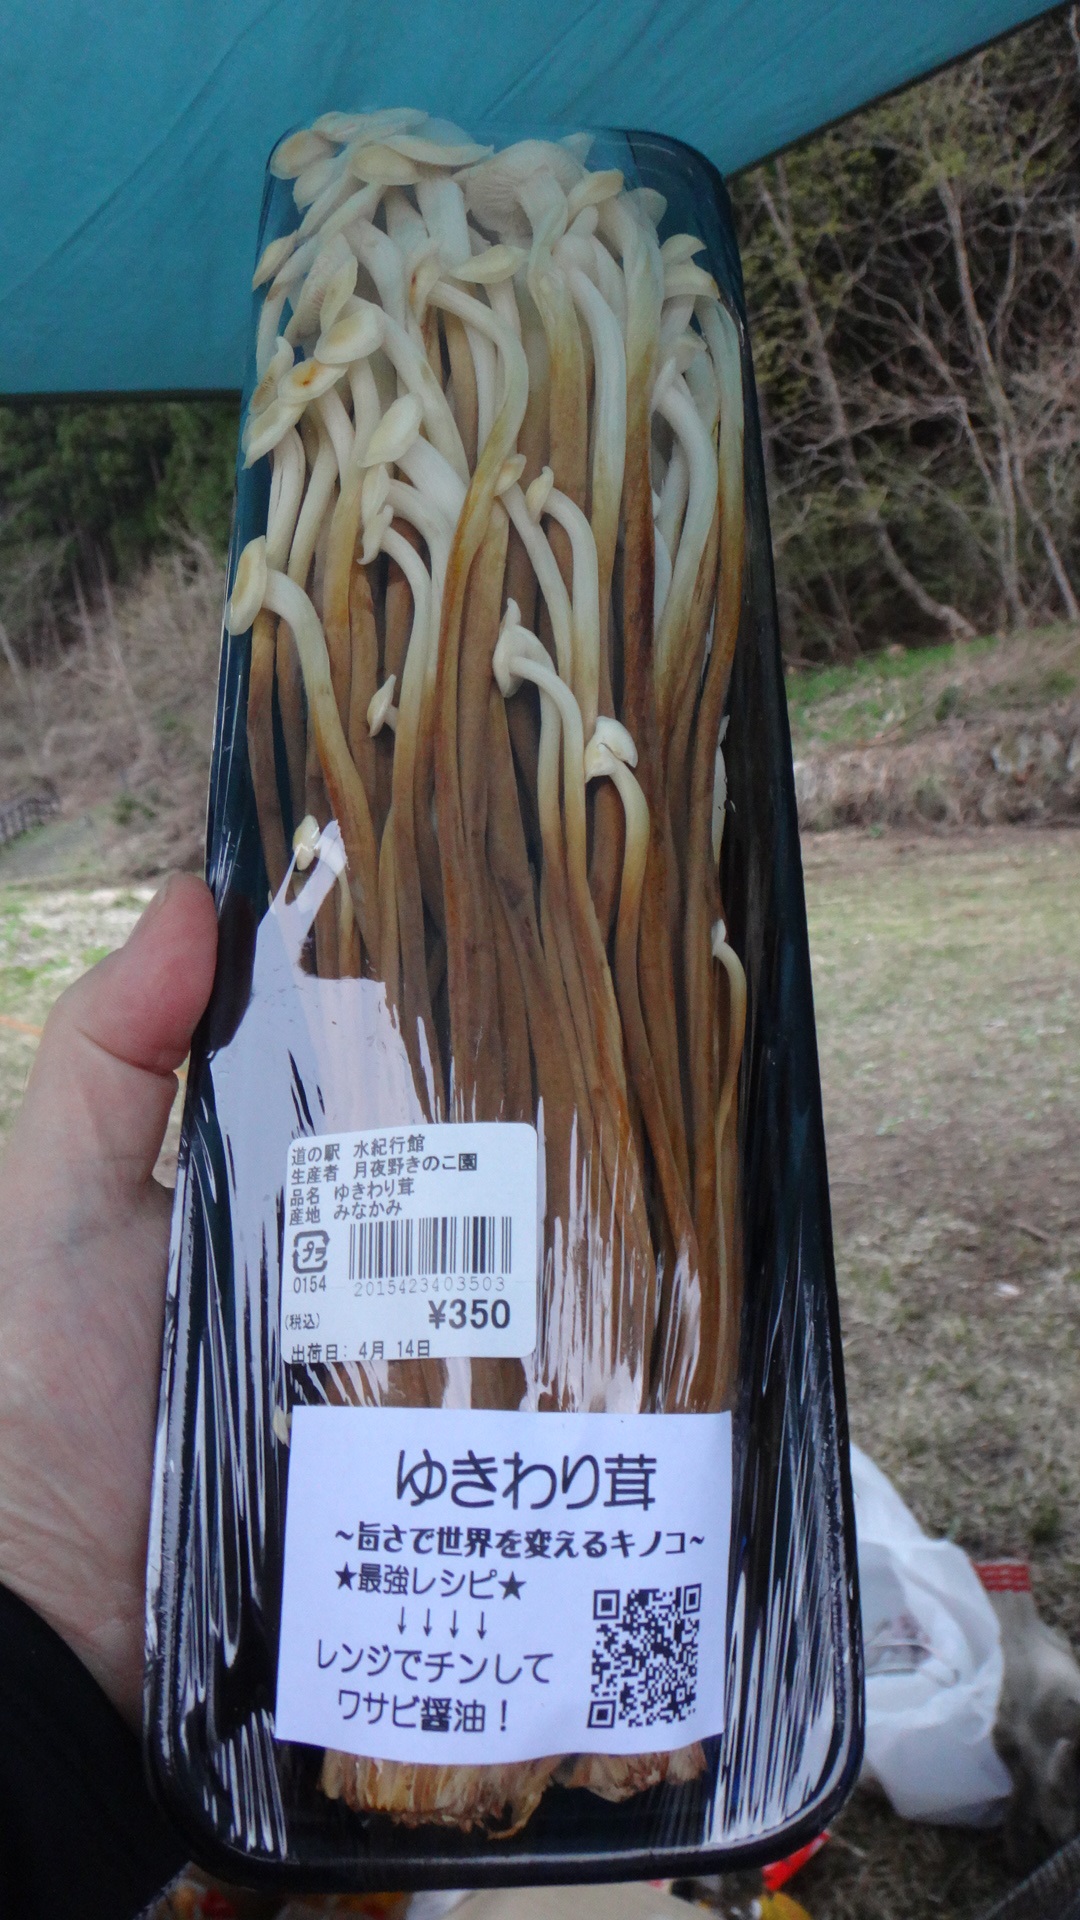 道の駅 水紀行館
生産者 月夜野きのこ園
品名 ゆきわり茸
産地 みなかみ
プラ
0154 2015423403503
(税込) ¥350
出荷日: 4月 14日
ゆきわり茸
~旨さで世界を変えるキノコ~
★最強レシピ★
↓↓↓↓
レンジでチンして
ワサビ醤油!